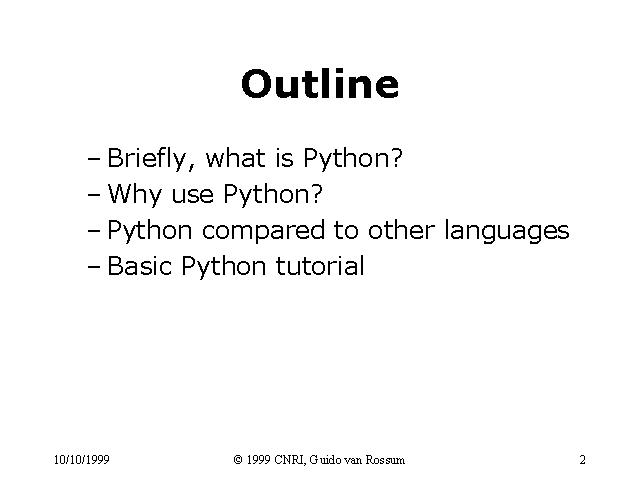 Outline
– Briefly, what is Python?
– Why use Python?
– Python compared to other languages
– Basic Python tutorial
10/10/1999
© 1999 CNRI, Guido van Rossum
2